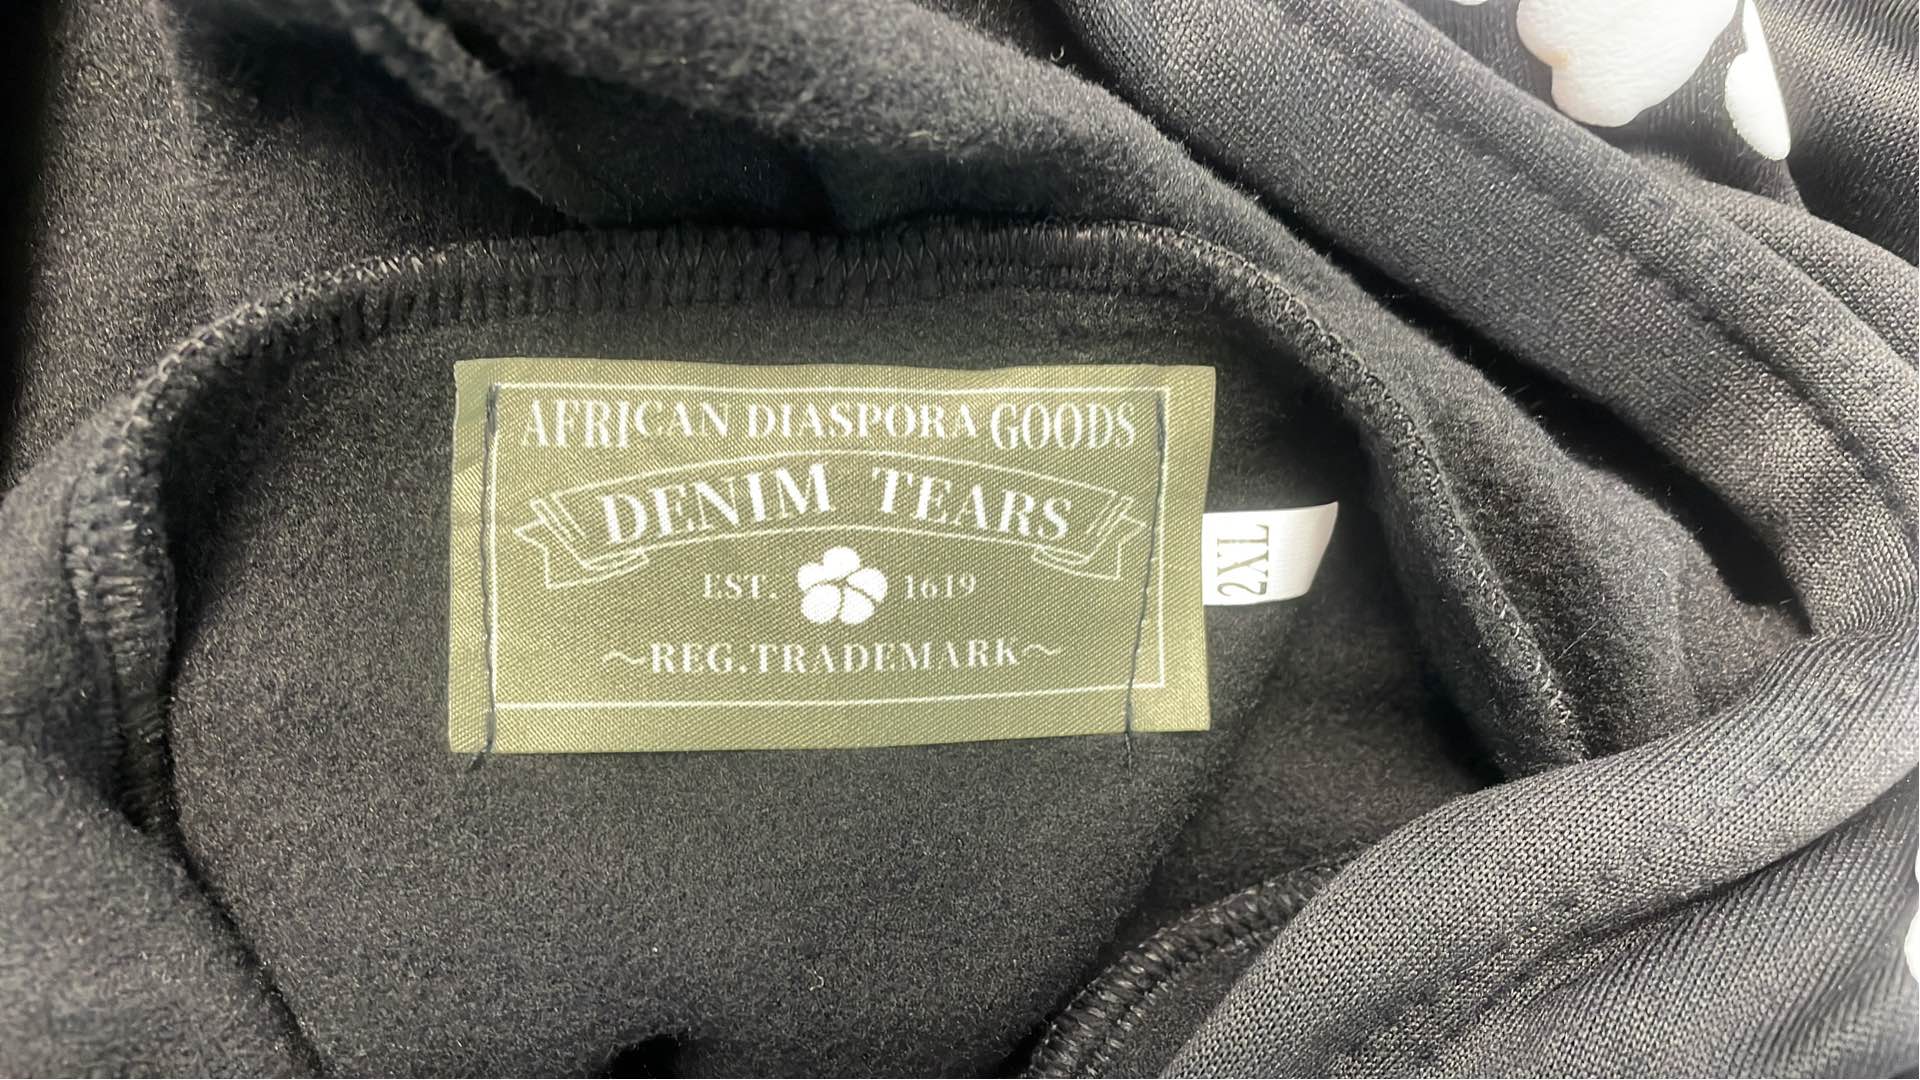 AFRICAN DIASPORA GOODS
DENIM TEARS
EST. 1619
~REG.TRADEMARK~
2XL